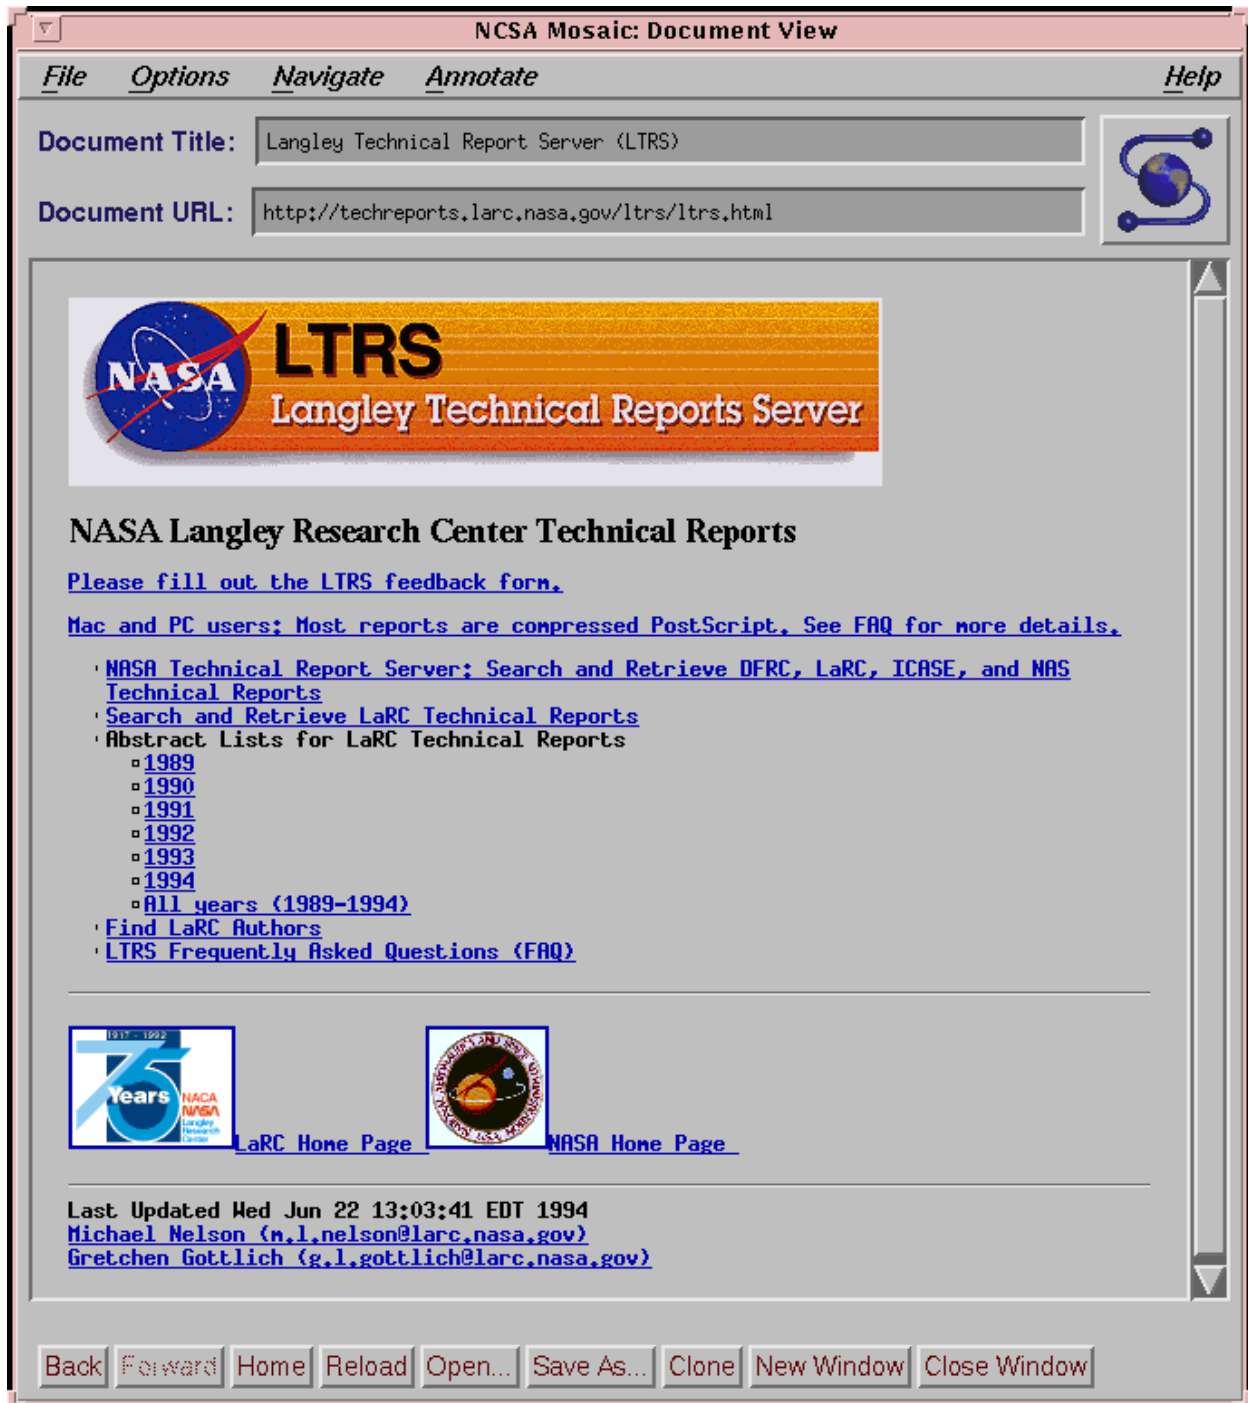 NCSA Mosaic: Document View
File Options Navigate Annotate Help
Document Title: Langley Technical Report Server (LTRS)
Document URL: http://techreports.larc.nasa.gov/ltrs/ltrs.html
NASA
LTRS
Langley Technical Reports Server
NASA Langley Research Center Technical Reports
Please fill out the LTRS feedback form.
Mac and PC users: Most reports are compressed PostScript. See FAQ for more details.
NASA Technical Report Server: Search and Retrieve DFRC, LaRC, ICASE, and NAS
Technical Reports
Search and Retrieve LaRC Technical Reports
Abstract Lists for LaRC Technical Reports
1989
1990
1991
1992
1993
1994
All years (1989-1994)
Find LaRC Authors
LTRS Frequently Asked Questions (FAQ)
1917 - 1992
75
Years
NACA
NASA
Langley
Research
Center
LaRC Home Page
NASA Home Page
Last Updated Wed Jun 22 13:03:41 EDT 1994
Michael Nelson (m.l.nelson@larc.nasa.gov)
Gretchen Gottlich (g.l.gottlich@larc.nasa.gov)
Back Forward Home Reload Open... Save As... Clone New Window Close Window